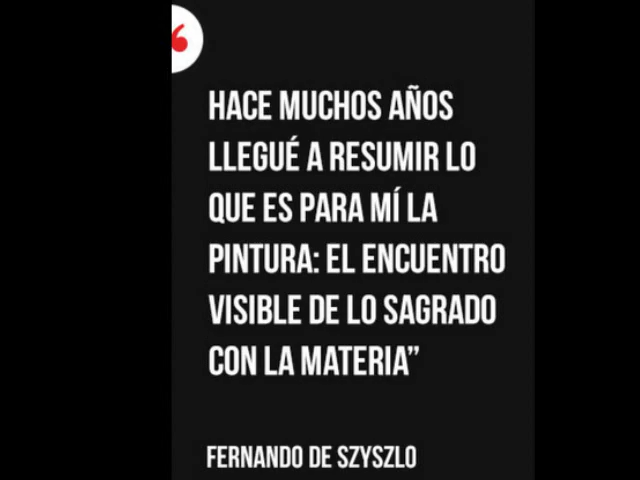 HACE MUCHOS AÑOS
LLEGUÉ A RESUMIR LO
QUE ES PARA MÍ LA
PINTURA: EL ENCUENTRO
VISIBLE DE LO SAGRADO
CON LA MATERIA”
FERNANDO DE SZYSZLO